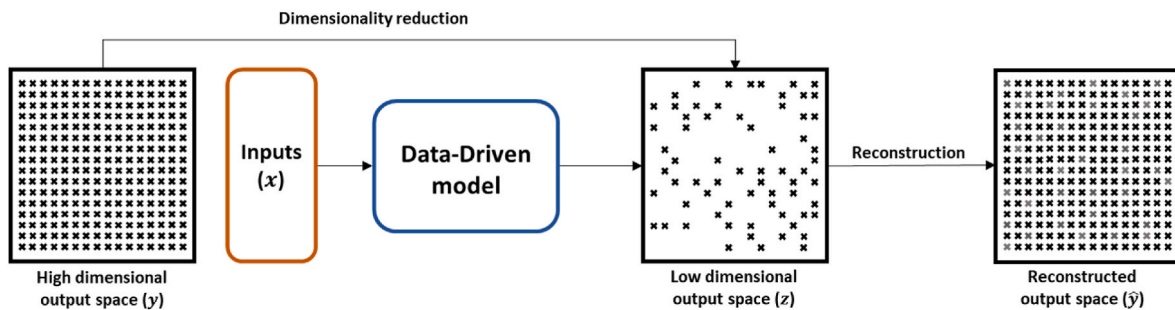 Dimensionality reduction
Inputs
(x)
Data-Driven
model
Reconstruction
High dimensional
output space (y)
Low dimensional
output space (z)
Reconstructed
output space (ŷ)